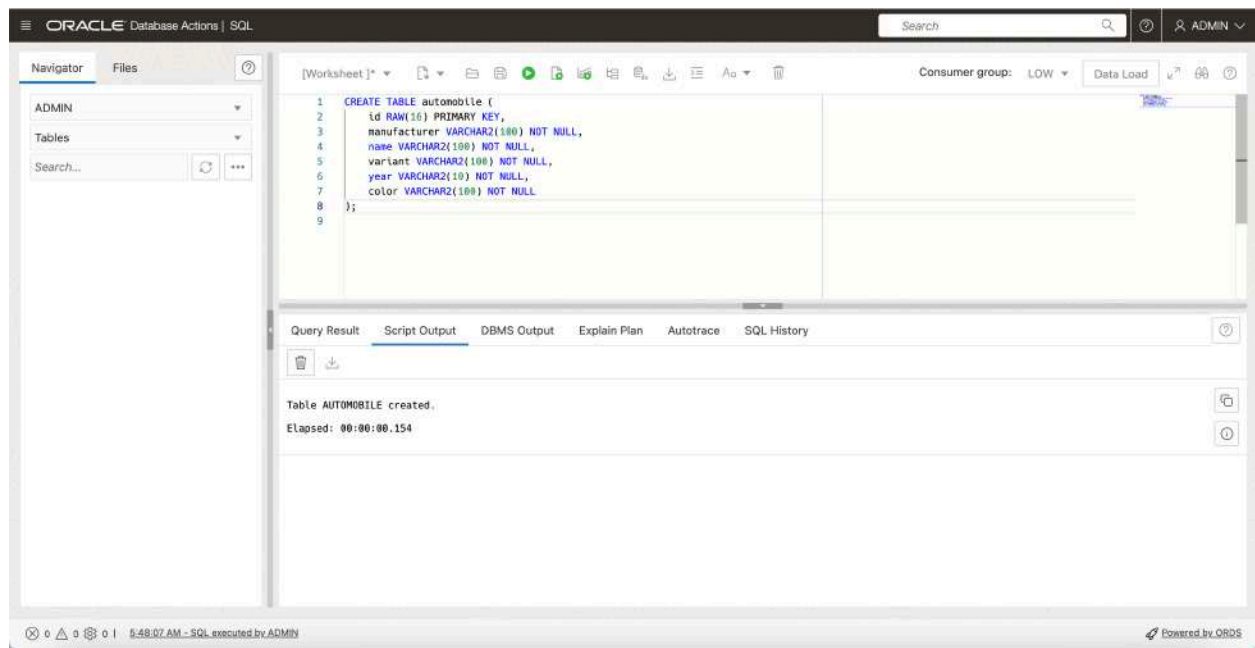 ORACLE Database Actions | SQL
Search
ADMIN
Navigator
Files
ADMIN
Tables
Search...
[Worksheet]*
Aa
Consumer group: LOW
Data Load
1 CREATE TABLE automobile (
2 id RAW(16) PRIMARY KEY,
3 manufacturer VARCHAR2(100) NOT NULL,
4 name VARCHAR2(100) NOT NULL,
5 variant VARCHAR2(100) NOT NULL,
6 year VARCHAR2(10) NOT NULL,
7 color VARCHAR2(100) NOT NULL
8 );
9
Query Result
Script Output
DBMS Output
Explain Plan
Autotrace
SQL History
Table AUTOMOBILE created.
Elapsed: 00:00:00.154
0 0 0 | 5:48:07 AM - SQL executed by ADMIN
Powered by ORDS